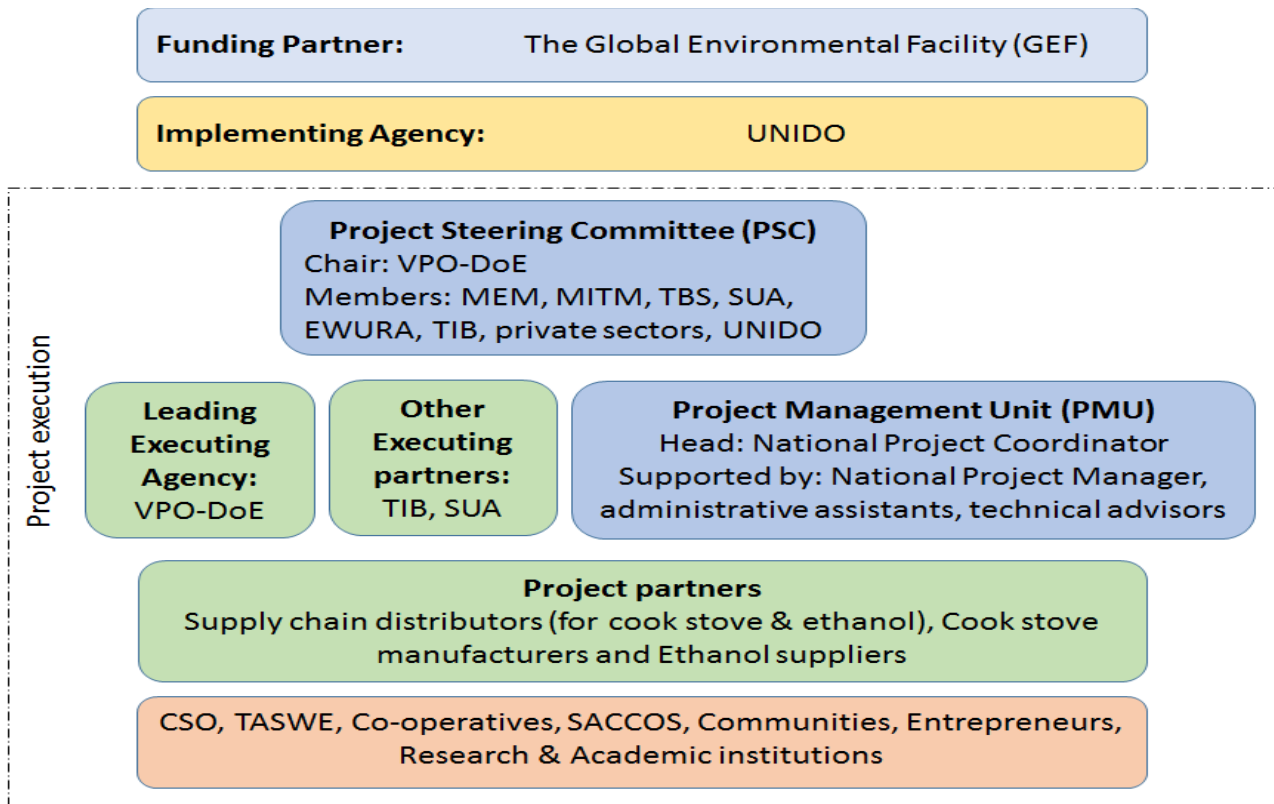 Funding Partner: The Global Environmental Facility (GEF)
Implementing Agency: UNIDO
Project execution
Project Steering Committee (PSC)
Chair: VPO-DoE
Members: MEM, MITM, TBS, SUA,
EWURA, TIB, private sectors, UNIDO
Leading
Executing
Agency:
VPO-DoE
Other
Executing
partners:
TIB, SUA
Project Management Unit (PMU)
Head: National Project Coordinator
Supported by: National Project Manager,
administrative assistants, technical advisors
Project partners
Supply chain distributors (for cook stove & ethanol), Cook stove
manufacturers and Ethanol suppliers
CSO, TASWE, Co-operatives, SACCOS, Communities, Entrepreneurs,
Research & Academic institutions